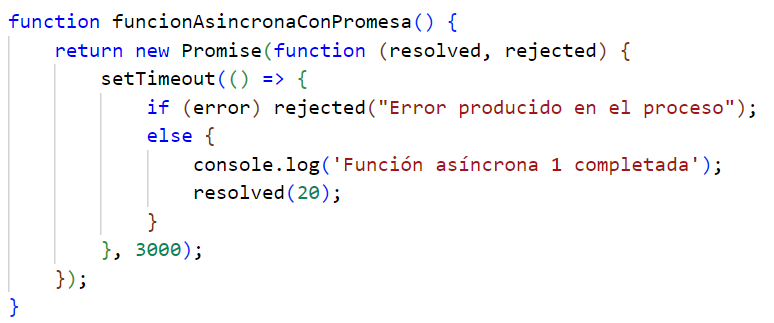 function funcionAsincronaConPromesa() {
    return new Promise(function (resolved, rejected) {
        setTimeout(() => {
            if (error) rejected("Error producido en el proceso");
            else {
                console.log('Función asíncrona 1 completada');
                resolved(20);
            }
        }, 3000);
    });
}